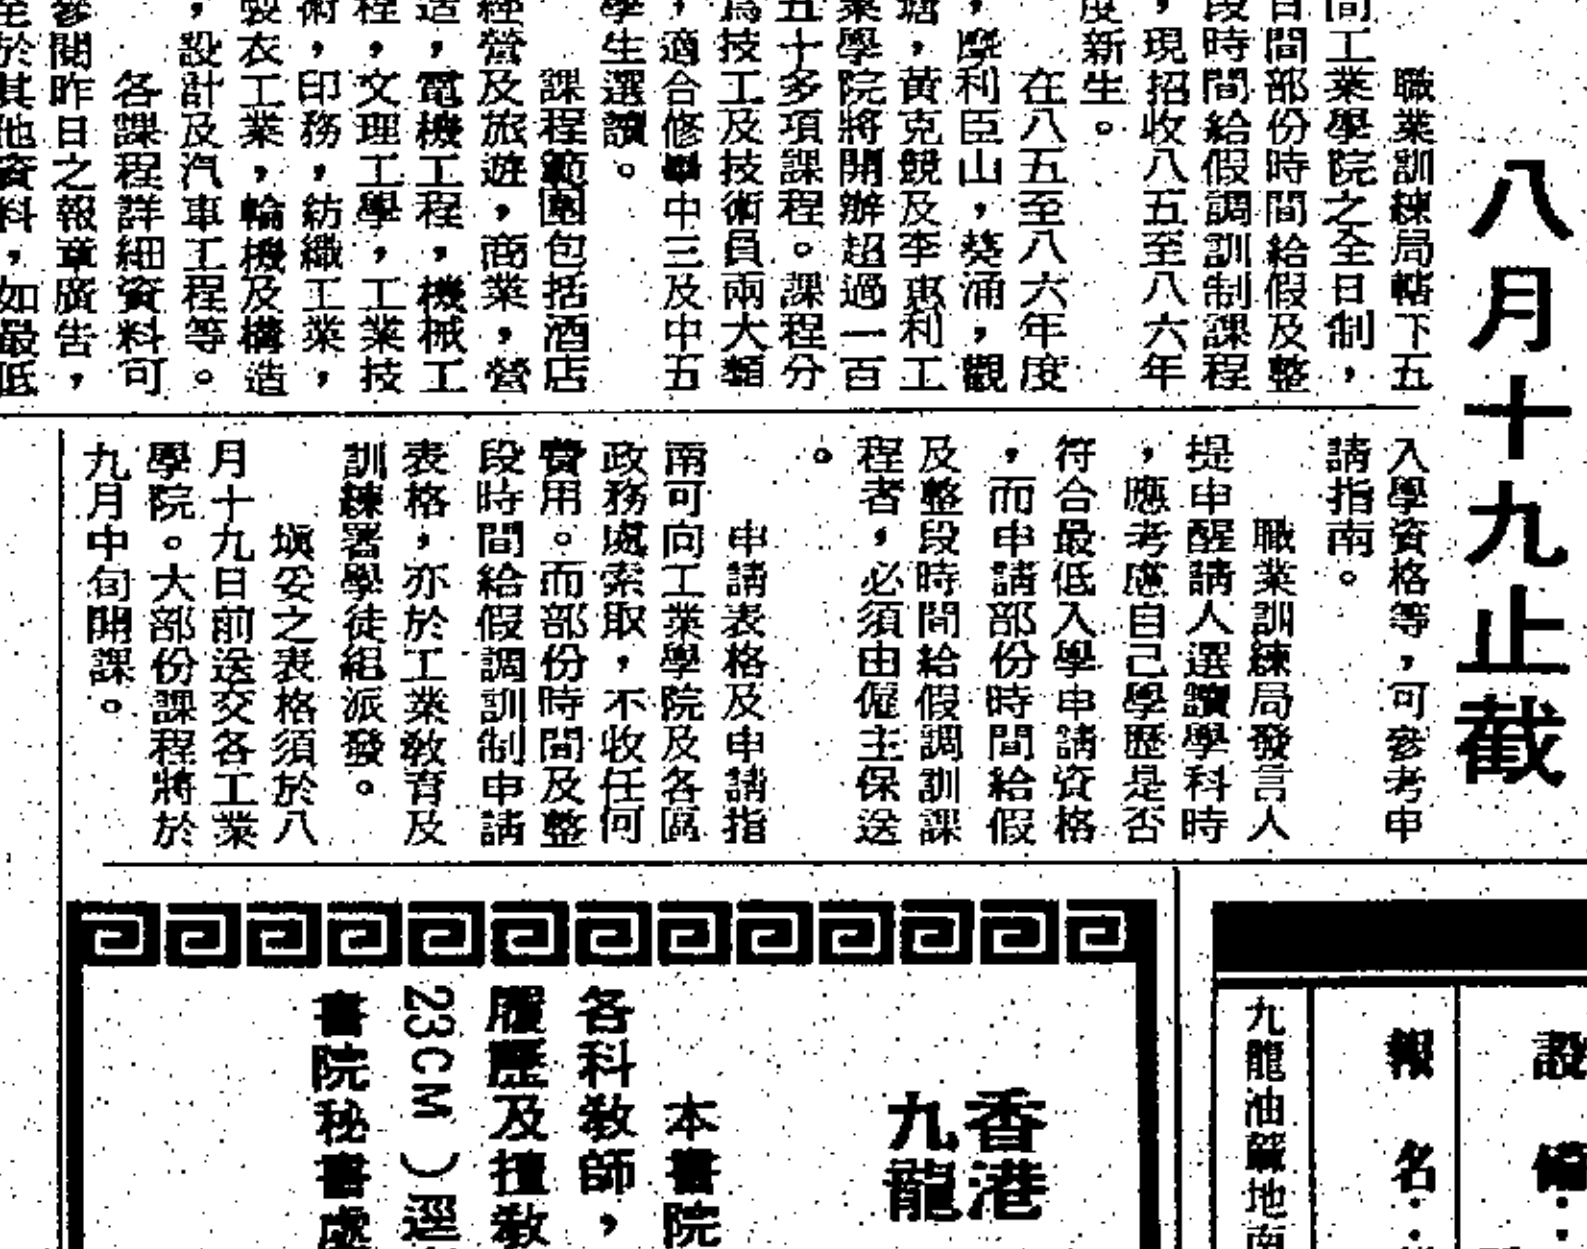 八月十九止截
職業訓練局轄下五
間工業學院之全日制，
日間部份時間給假及整
段時間給假調訓制課程
，現招收八五至八六年
度新生。
在八五至八六年度
，摩利臣山，葵涌，觀
塘，黃克競及李惠利工
業學院將開辦超過一百
五十多項課程。課程分
爲技工及技術員兩大類
，適合修畢中三及中五
學生選讀。
課程範圍包括酒店
經營及旅遊，商業，營
造，電機工程，機械工
程，文理工學，工業技
術，印務，紡織工業，
製衣工業，輪機及構造
，設計及汽車工程等。
各課程詳細資料可
參閱昨日之報章廣告，
至於其他資料，如最低
入學資格等，可參考申
請指南。
職業訓練局發言人
提申醒請人選讀學科時
，應考應自己學歷是否
符合最低入學申請資格
，而申請部份時間給假
及整段時間給假調訓課
程者，必須由僱主保送
。
申請表格及申請指
南可向工業學院及各區
政務處索取，不收任何
費用。而部份時間及整
段時間給假調訓制申請
表格，亦於工業敎育及
訓練署學徒組派發。
塡妥之表格須於八
月十九日前送交各工業
學院。大部份課程將於
九月中旬開課。
設備：
報名：
九龍油蔴地南
香港
九龍
本書院
各科敎師，
履歷及擅敎
23CM）逕
書院秘書處